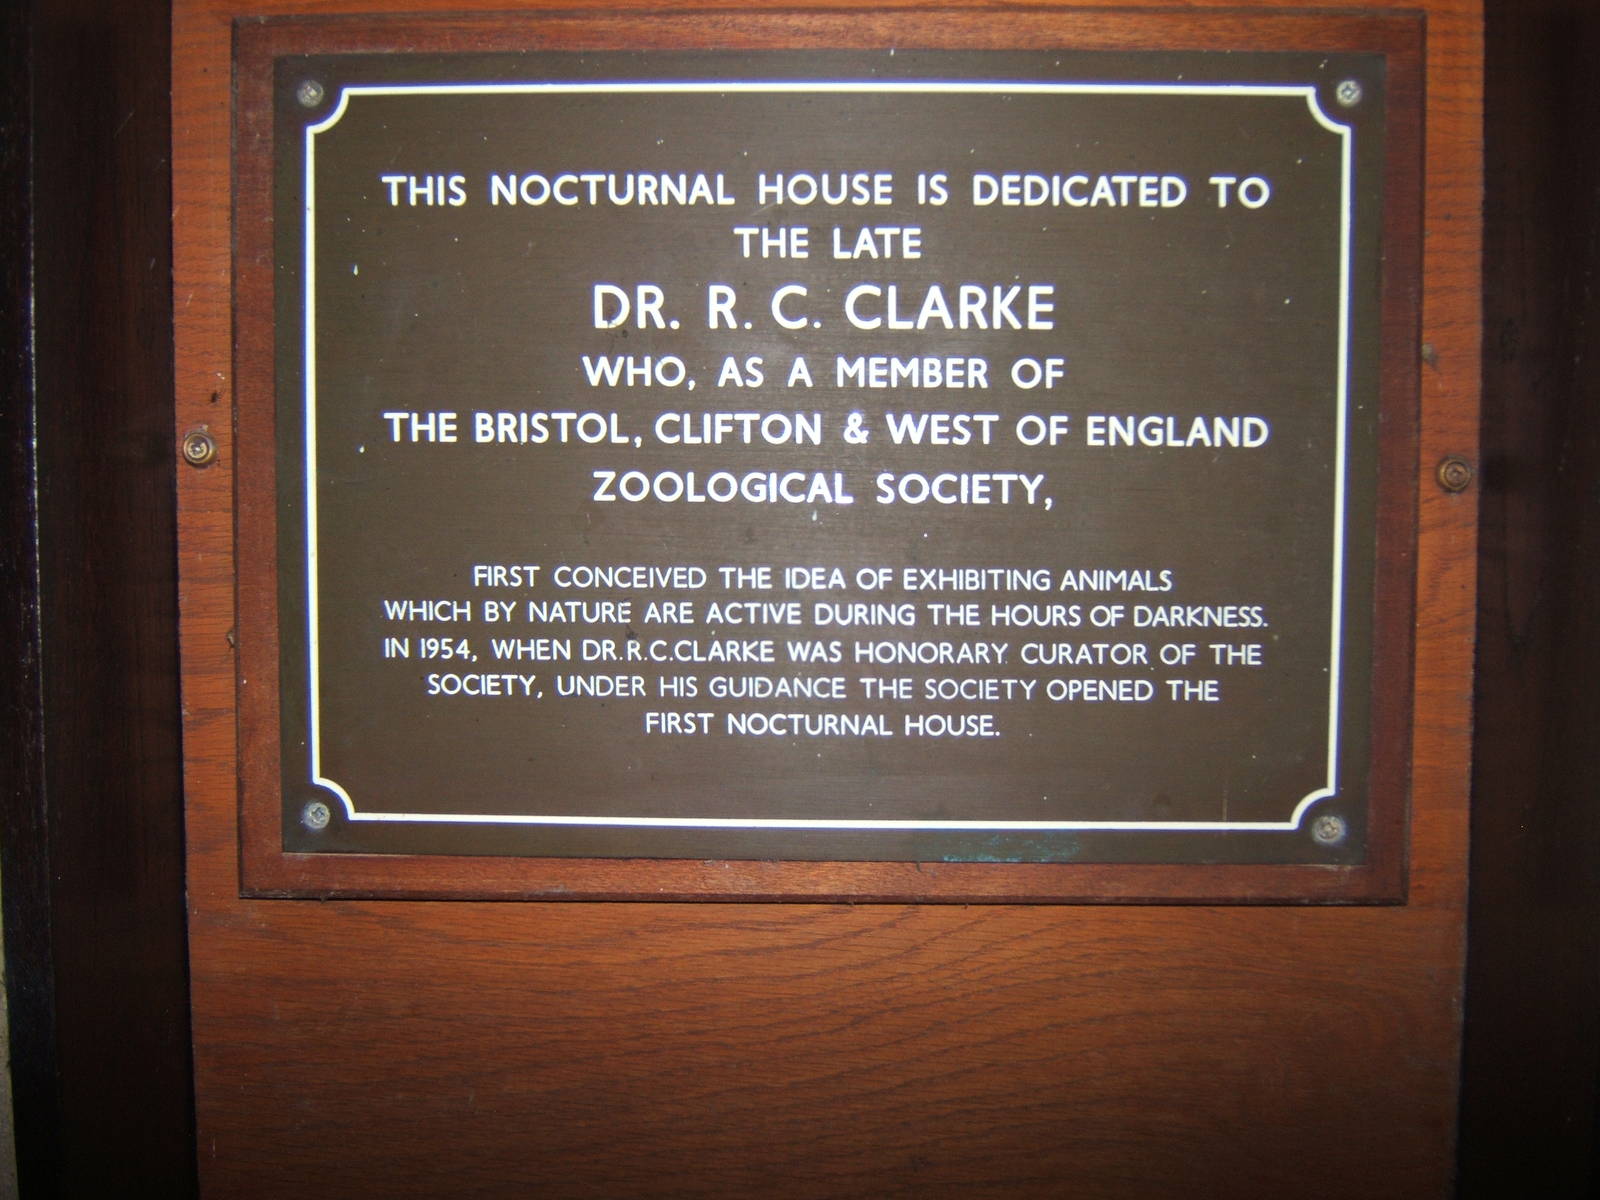 THIS NOCTURNAL HOUSE IS DEDICATED TO
THE LATE
DR. R. C. CLARKE
WHO, AS A MEMBER OF
THE BRISTOL, CLIFTON & WEST OF ENGLAND
ZOOLOGICAL SOCIETY,
FIRST CONCEIVED THE IDEA OF EXHIBITING ANIMALS
WHICH BY NATURE ARE ACTIVE DURING THE HOURS OF DARKNESS.
IN 1954, WHEN DR.R.C.CLARKE WAS HONORARY CURATOR OF THE
SOCIETY, UNDER HIS GUIDANCE THE SOCIETY OPENED THE
FIRST NOCTURNAL HOUSE.